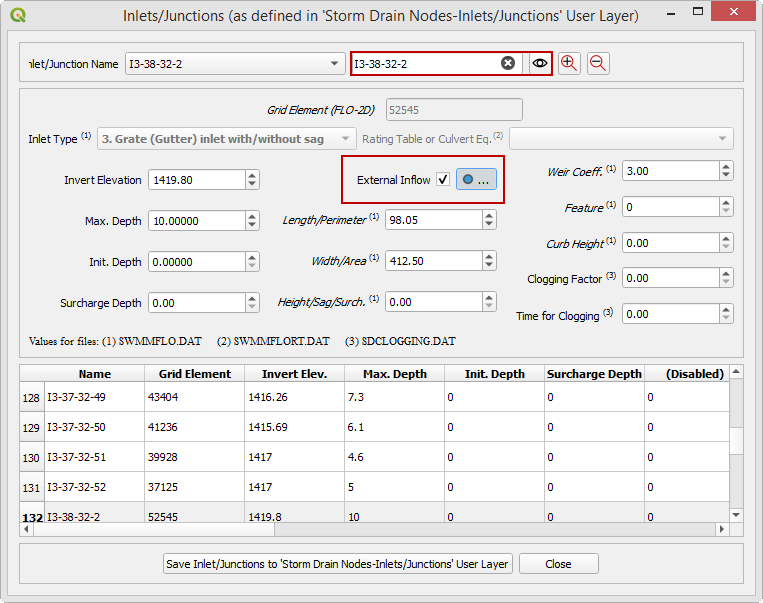 Inlets/Junctions (as defined in 'Storm Drain Nodes-Inlets/Junctions' User Layer)
nlet/Junction Name I3-38-32-2 I3-38-32-2
Grid Element (FLO-2D) 52545
Inlet Type (1) 3. Grate (Gutter) inlet with/without sag Rating Table or Culvert Eq.(2)
Invert Elevation 1419.80 External Inflow ... Weir Coeff. (1) 3.00
Max. Depth 10.00000 Length/Perimeter (1) 98.05 Feature (1) 0
Init. Depth 0.00000 Width/Area (1) 412.50 Curb Height (1) 0.00
Surcharge Depth 0.00 Height/Sag/Surch. (1) 0.00 Clogging Factor (3) 0.00
Time for Clogging (3) 0.00
Values for files: (1) SWMMFLO.DAT (2) SWMMFLORT.DAT (3) SDCLOGGING.DAT
Name Grid Element Invert Elev. Max. Depth Init. Depth Surcharge Depth (Disabled)
128 I3-37-32-49 43404 1416.26 7.3 0 0 0
129 I3-37-32-50 41236 1415.69 6.1 0 0 0
130 I3-37-32-51 39928 1417 4.6 0 0 0
131 I3-37-32-52 37125 1417 5 0 0 0
132 I3-38-32-2 52545 1419.8 10 0 0 0
Save Inlet/Junctions to 'Storm Drain Nodes-Inlets/Junctions' User Layer Close